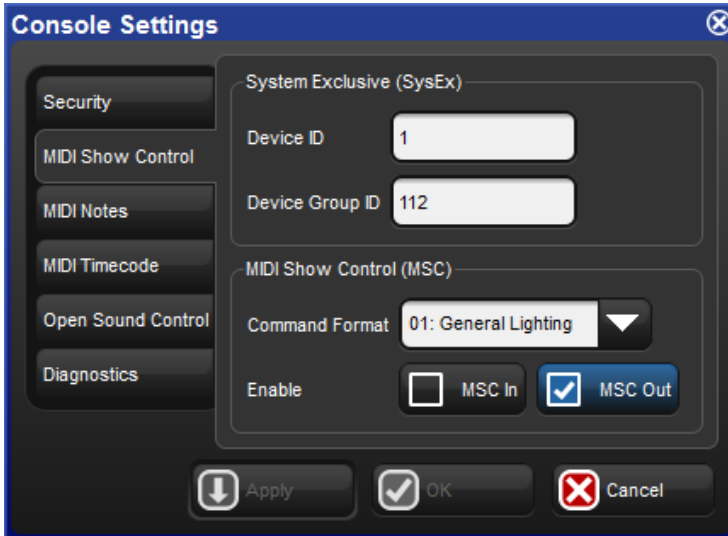 Console Settings
Security
MIDI Show Control
MIDI Notes
MIDI Timecode
Open Sound Control
Diagnostics
System Exclusive (SysEx)
Device ID 1
Device Group ID 112
MIDI Show Control (MSC)
Command Format 01: General Lighting
Enable MSC In MSC Out
Apply OK Cancel